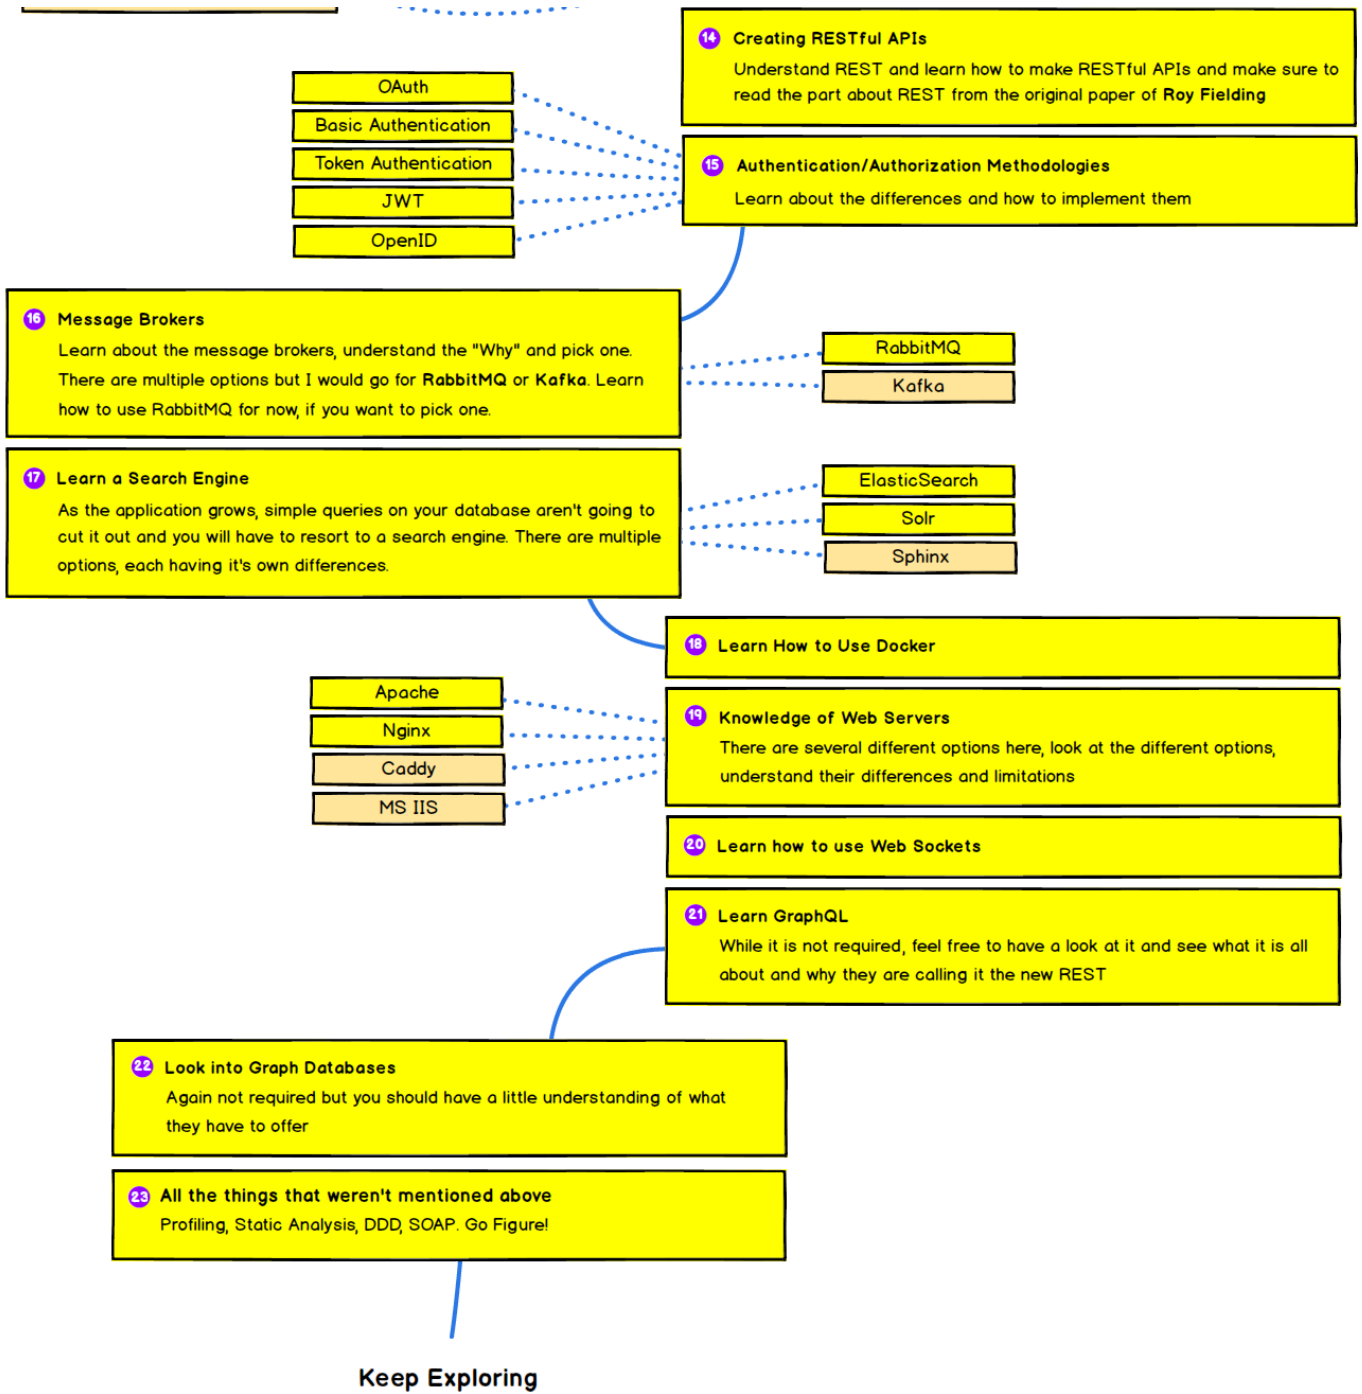 14 Creating RESTful APIs
Understand REST and learn how to make RESTful APIs and make sure to
read the part about REST from the original paper of Roy Fielding
OAuth
Basic Authentication
Token Authentication
JWT
OpenID
15 Authentication/Authorization Methodologies
Learn about the differences and how to implement them
16 Message Brokers
Learn about the message brokers, understand the "Why" and pick one.
There are multiple options but I would go for RabbitMQ or Kafka. Learn
how to use RabbitMQ for now, if you want to pick one.
RabbitMQ
Kafka
17 Learn a Search Engine
As the application grows, simple queries on your database aren't going to
cut it out and you will have to resort to a search engine. There are multiple
options, each having it's own differences.
ElasticSearch
Solr
Sphinx
18 Learn How to Use Docker
Apache
Nginx
Caddy
MS IIS
19 Knowledge of Web Servers
There are several different options here, look at the different options,
understand their differences and limitations
20 Learn how to use Web Sockets
21 Learn GraphQL
While it is not required, feel free to have a look at it and see what it is all
about and why they are calling it the new REST
22 Look into Graph Databases
Again not required but you should have a little understanding of what
they have to offer
23 All the things that weren't mentioned above
Profiling, Static Analysis, DDD, SOAP. Go Figure!
Keep Exploring